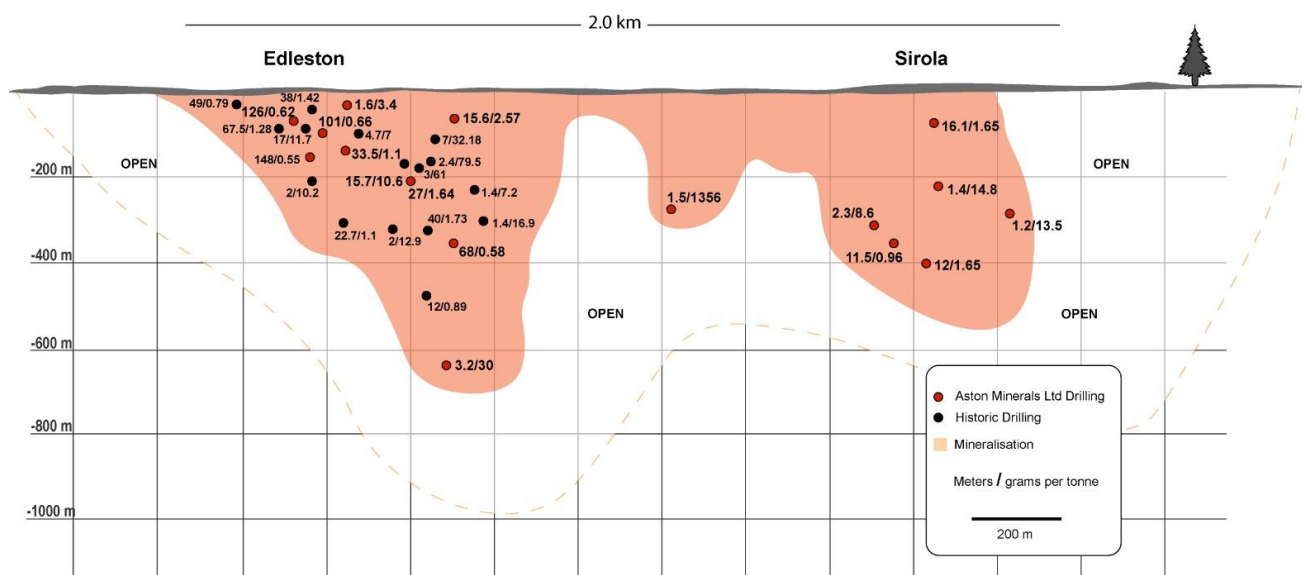 2.0 km
Edleston
Sirola
49/0.79
38/1.42
126/0.62
1.6/3.4
101/0.66
15.6/2.57
16.1/1.65
67.5/1.28
17/11.7
4.7/7
7/32.18
148/0.55
33.5/1.1
2.4/79.5
OPEN
OPEN
-200 m
3/61
15.7/10.6
2/10.2
27/1.64
1.4/7.2
1.5/1356
1.4/14.8
2.3/8.6
1.2/13.5
22.7/1.1
2/12.9
40/1.73
1.4/16.9
68/0.58
11.5/0.96
12/1.65
-400 m
12/0.89
OPEN
OPEN
-600 m
3.2/30
Aston Minerals Ltd Drilling
Historic Drilling
Mineralisation
Meters / grams per tonne
200 m
-800 m
-1000 m